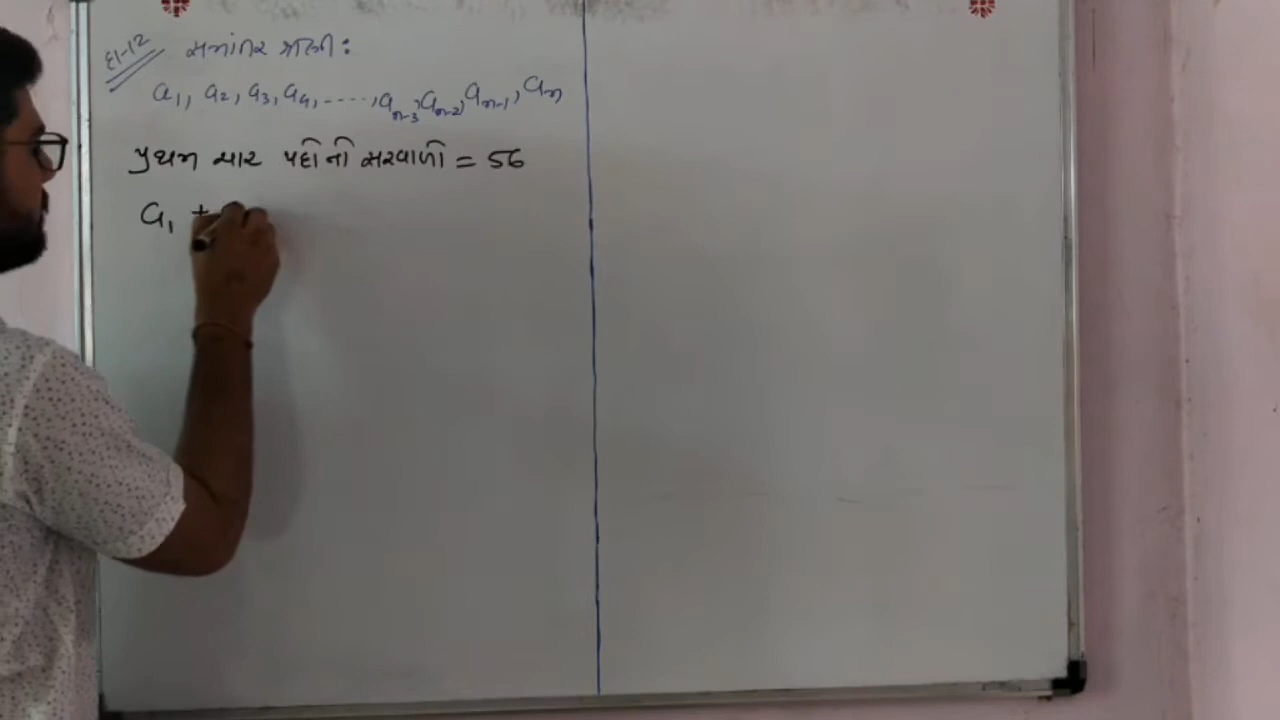 દા-12 સમાંતર શ્રેણી :
a₁, a₂, a₃, a₄, ....., aₙ₋₃, aₙ₋₂, aₙ₋₁, aₙ
પ્રથમ ચાર પદોની સરવાળો = 56
a₁ +